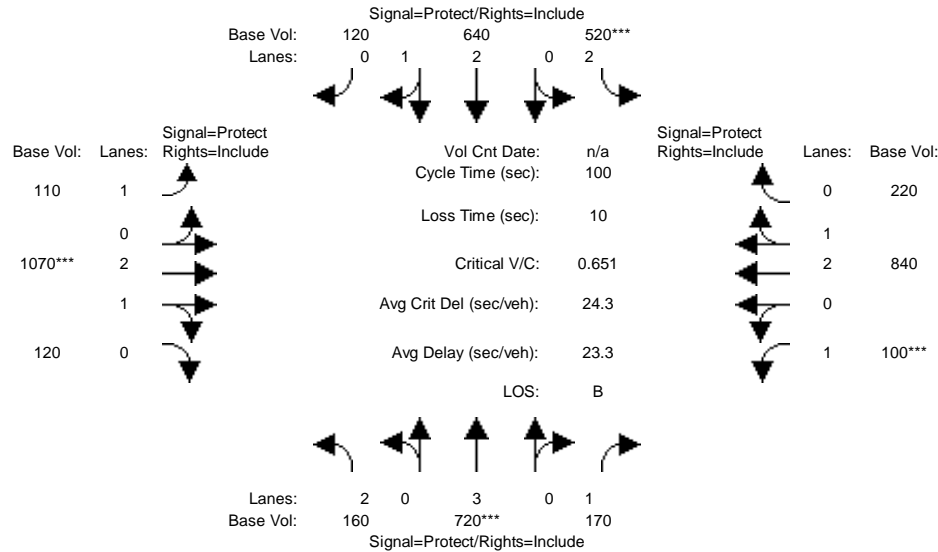 Signal=Protect/Rights=Include
Base Vol: 120 640 520***
Lanes: 0 1 2 0 2
Signal=Protect
Base Vol: Lanes: Rights=Include
110 1
0
1070*** 2
1
120 0
Vol Cnt Date: n/a
Cycle Time (sec): 100
Loss Time (sec): 10
Critical V/C: 0.651
Avg Crit Del (sec/veh): 24.3
Avg Delay (sec/veh): 23.3
LOS: B
Signal=Protect
Rights=Include Lanes: Base Vol:
0 220
1
2 840
0
1 100***
Lanes: 2 0 3 0 1
Base Vol: 160 720*** 170
Signal=Protect/Rights=Include